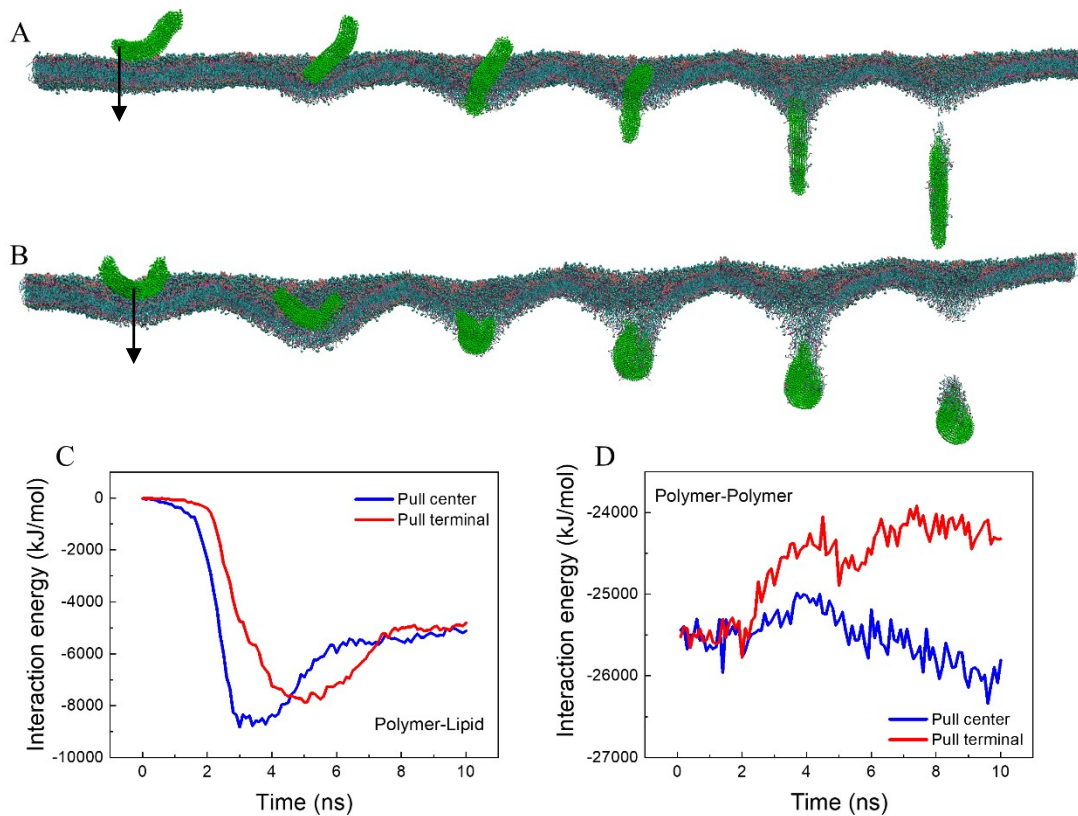 A
B
C
D
Interaction energy (kJ/mol)
0
-2000
-4000
-6000
-8000
-10000
Pull center
Pull terminal
Polymer-Lipid
0
2
4
6
8
10
Time (ns)
Interaction energy (kJ/mol)
-24000
-25000
-26000
-27000
Polymer-Polymer
Pull center
Pull terminal
0
2
4
6
8
10
Time (ns)